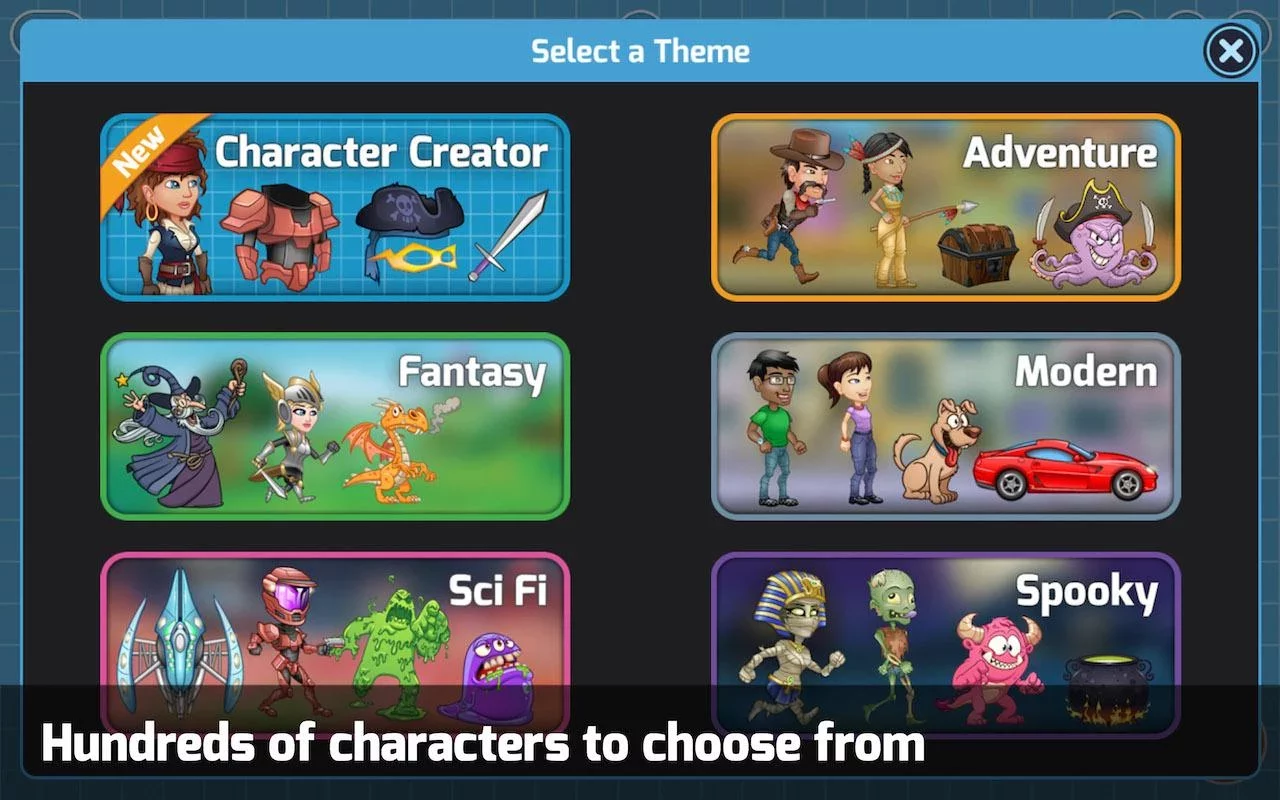 Select a Theme
New
Character Creator
Adventure
Fantasy
Modern
Sci Fi
Spooky
Hundreds of characters to choose from